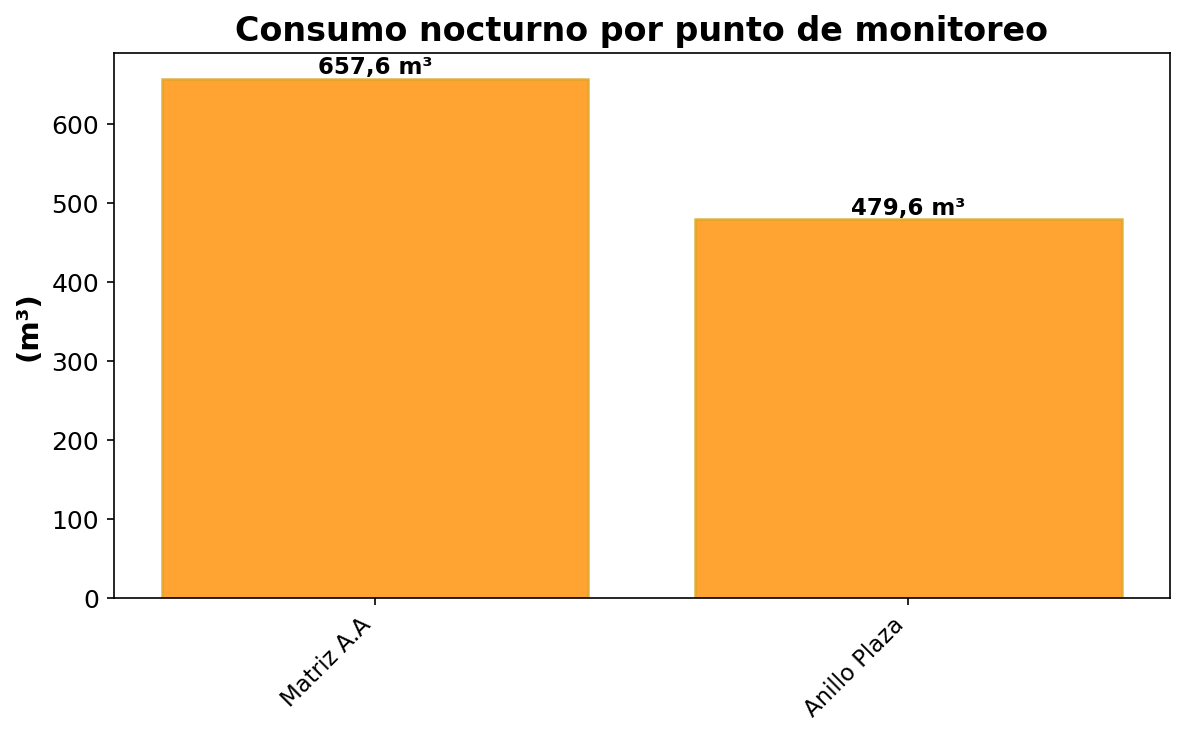 Consumo nocturno por punto de monitoreo
657,6 m³
479,6 m³
(m³)
600
500
400
300
200
100
0
Matriz A.A
Anillo Plaza